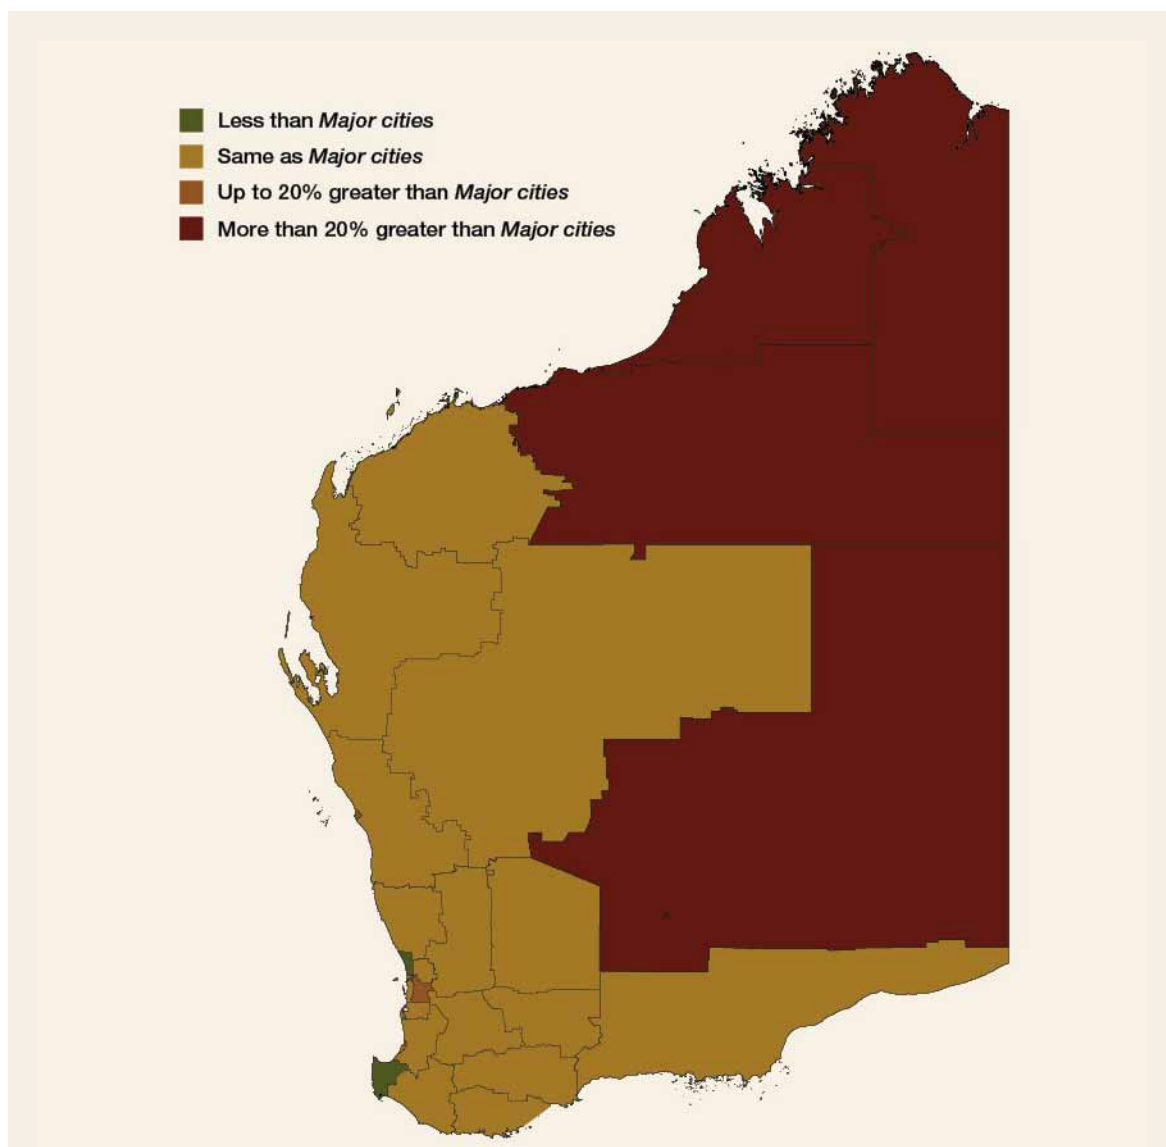 Less than Major cities
Same as Major cities
Up to 20% greater than Major cities
More than 20% greater than Major cities